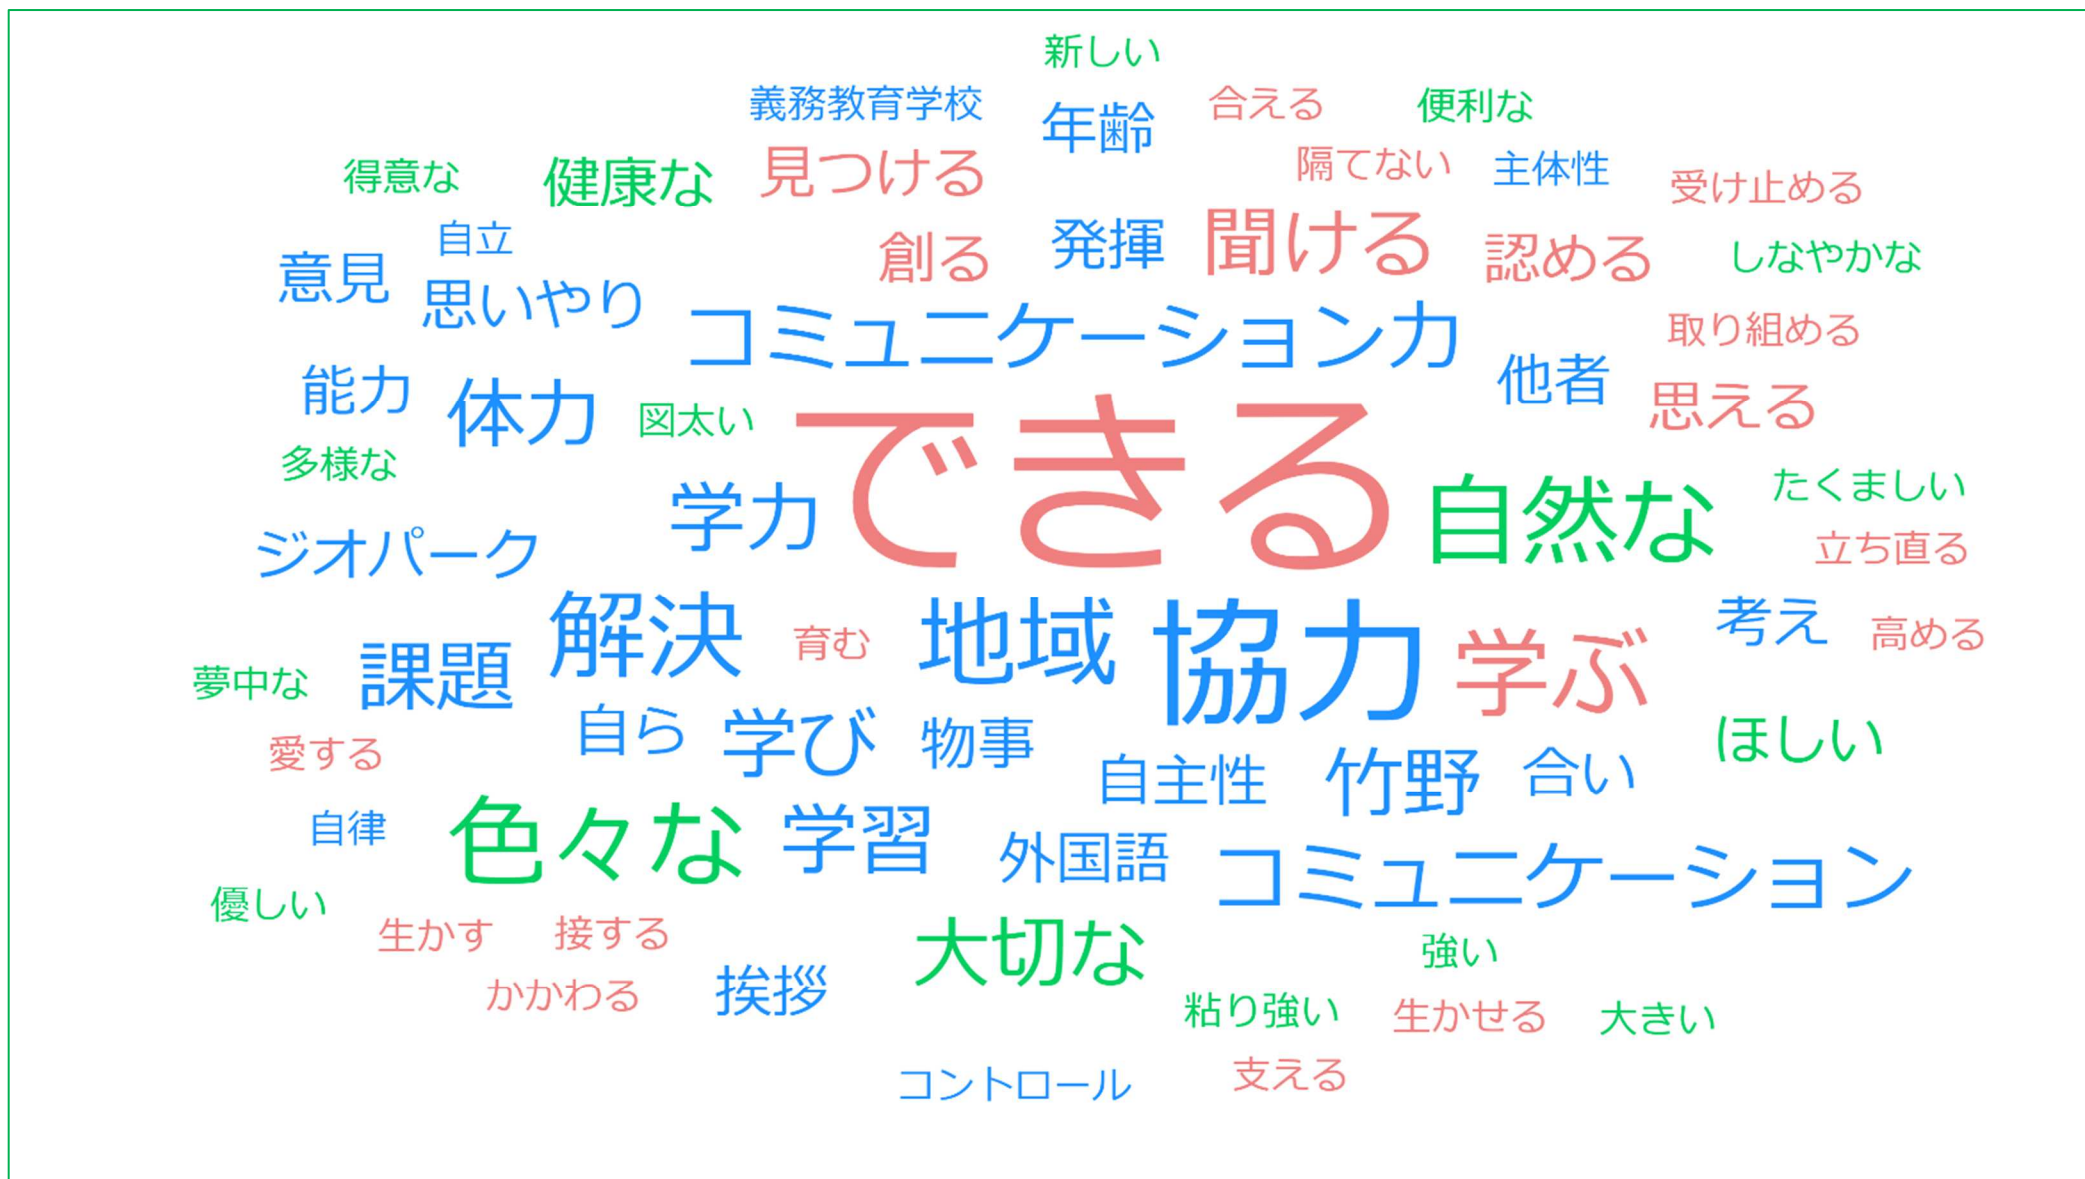 新しい
義務教育学校
年齢
合える
便利な
得意な
健康な
見つける
隔てない
主体性
受け止める
自立
創る
発揮
聞ける
認める
しなやかな
意見
思いやり
コミュニケーション力
取り組める
能力
体力
図太い
できる
他者
思える
多様な
学力
自然な
たくましい
ジオパーク
立ち直る
解決
育む
地域
協力
学ぶ
考え
高める
夢中な
課題
愛する
自ら
学び
物事
自主性
竹野
合い
ほしい
自律
色々な
学習
外国語
コミュニケーション
優しい
生かす
接する
大切な
強い
かかわる
挨拶
粘り強い
生かせる
大きい
コントロール
支える